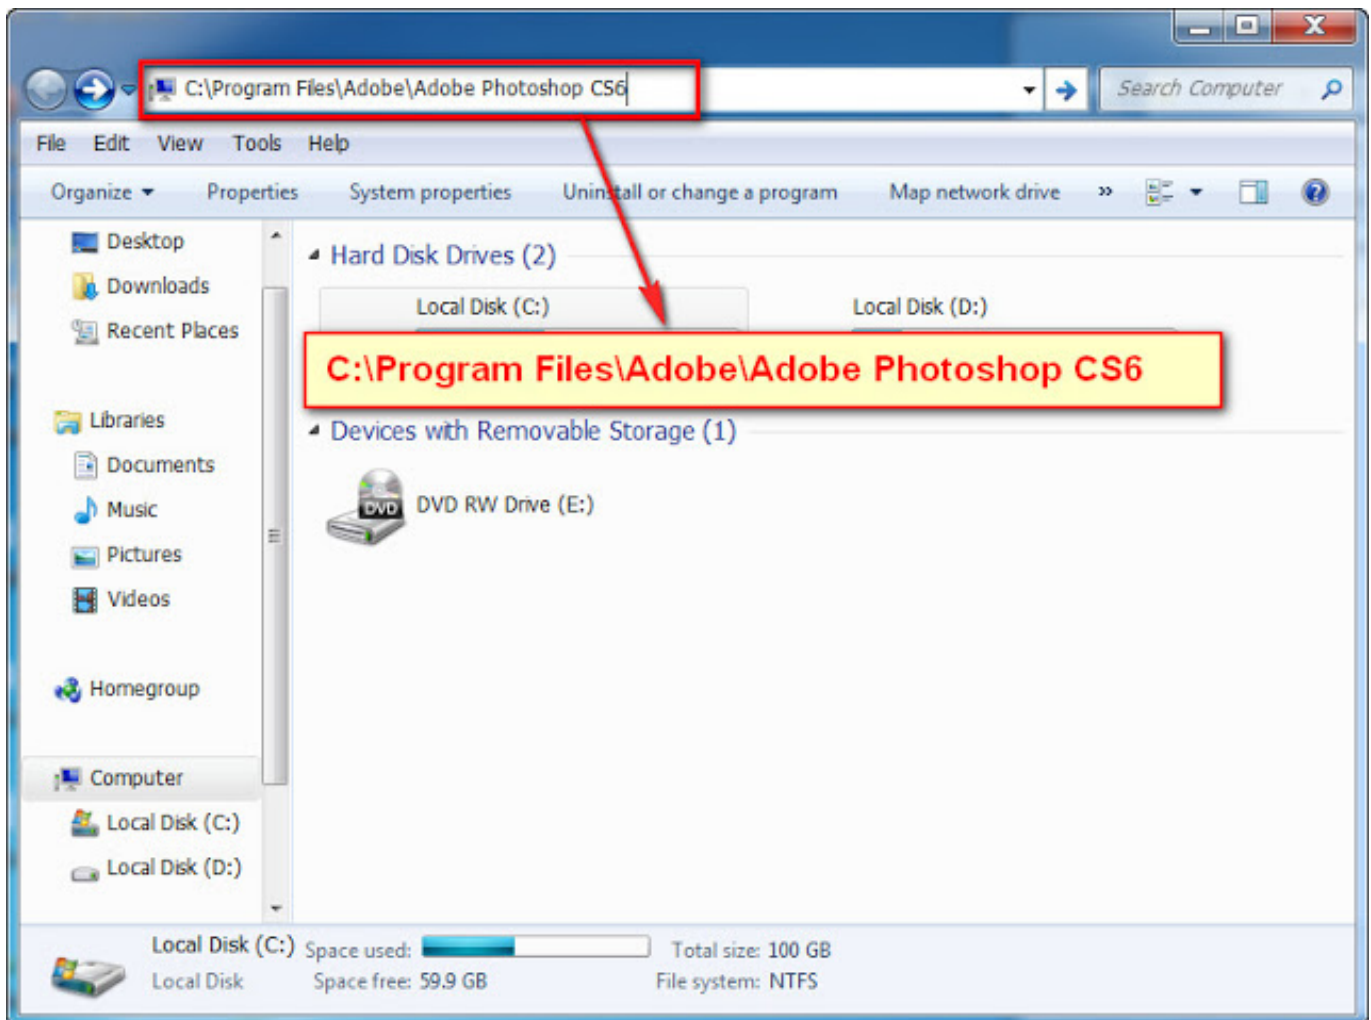 C:\Program Files\Adobe\Adobe Photoshop CS6
Search Computer
File Edit View Tools Help
Organize Properties System properties Uninstall or change a program Map network drive »
Desktop
Downloads
Recent Places
Libraries
Documents
Music
Pictures
Videos
Homegroup
Computer
Local Disk (C:)
Local Disk (D:)
Hard Disk Drives (2)
Local Disk (C:) Local Disk (D:)
C:\Program Files\Adobe\Adobe Photoshop CS6
Devices with Removable Storage (1)
DVD
DVD RW Drive (E:)
Local Disk (C:) Space used: Total size: 100 GB
Local Disk Space free: 59.9 GB File system: NTFS